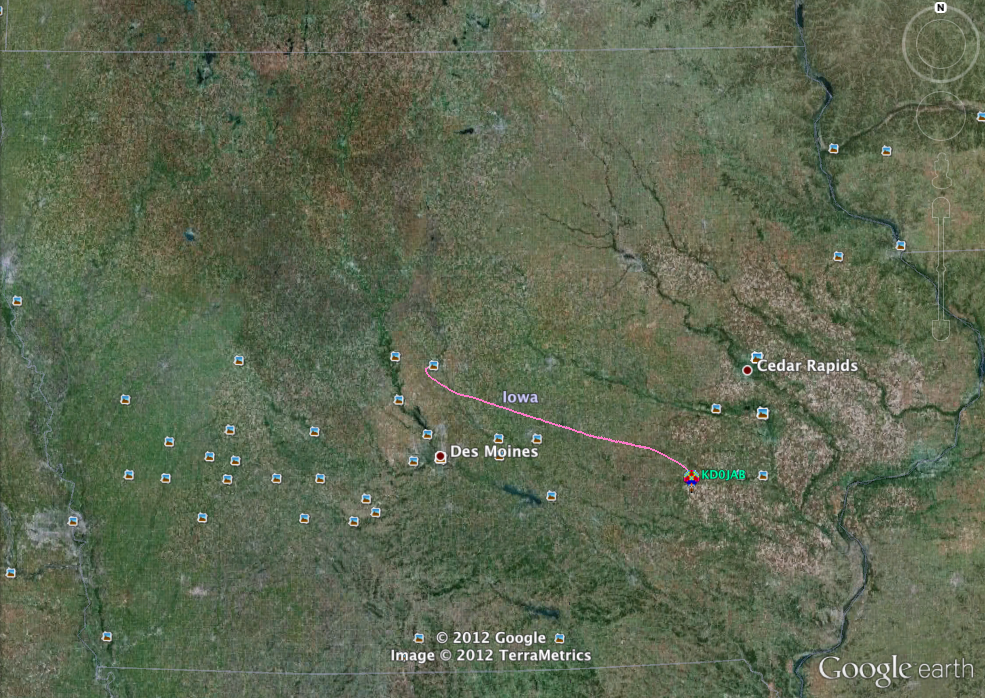 N
Cedar Rapids
Iowa
Des Moines
KD0JAB
© 2012 Google
Image © 2012 TerraMetrics
Google earth